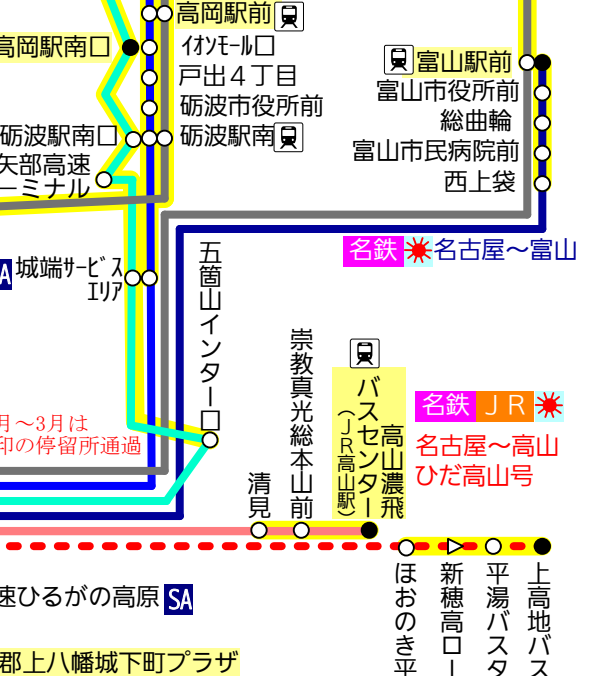 高岡駅前
高岡駅南口
イオンモール口
戸出4丁目
砺波市役所前
砺波駅南口
砺波駅南
矢部高速
ーミナル
富山駅前
富山市役所前
総曲輪
富山市民病院前
西上袋
名鉄 名古屋～富山
A 城端サービス
エリア
五箇山インター口
崇教真光総本山前
清見
高山濃飛
バスセンター
（ＪＲ高山駅）
名鉄 ＪＲ
名古屋～高山
ひだ高山号
月～3月は
印の停留所通過
ほおのき平
新穂高ロー
平湯バスタ
上高地バス
速ひるがの高原 SA
郡上八幡城下町プラザ